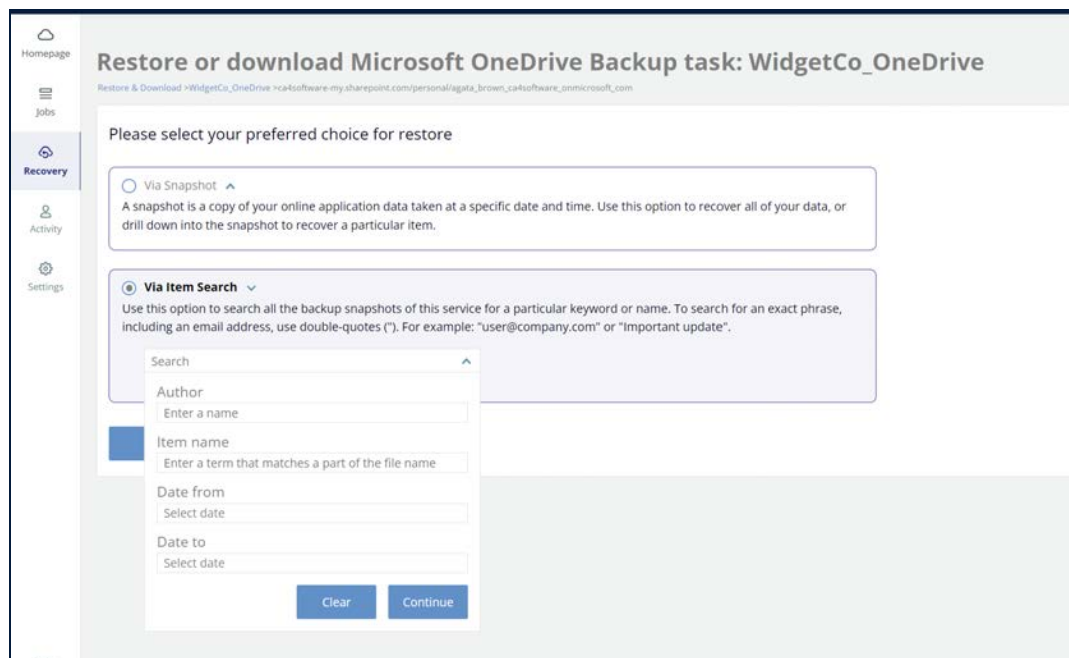 Homepage
Jobs
Recovery
Activity
Settings
Restore or download Microsoft OneDrive Backup task: WidgetCo_OneDrive
Restore & Download >WidgetCo_OneDrive >ca4software-my.sharepoint.com/personal/agata_brown_ca4software_onmicrosoft_com
Please select your preferred choice for restore
Via Snapshot
A snapshot is a copy of your online application data taken at a specific date and time. Use this option to recover all of your data, or
drill down into the snapshot to recover a particular item.
Via Item Search
Use this option to search all the backup snapshots of this service for a particular keyword or name. To search for an exact phrase,
including an email address, use double-quotes ("). For example: "user@company.com" or "Important update".
Search
Author
Enter a name
Item name
Enter a term that matches a part of the file name
Date from
Select date
Date to
Select date
Clear Continue